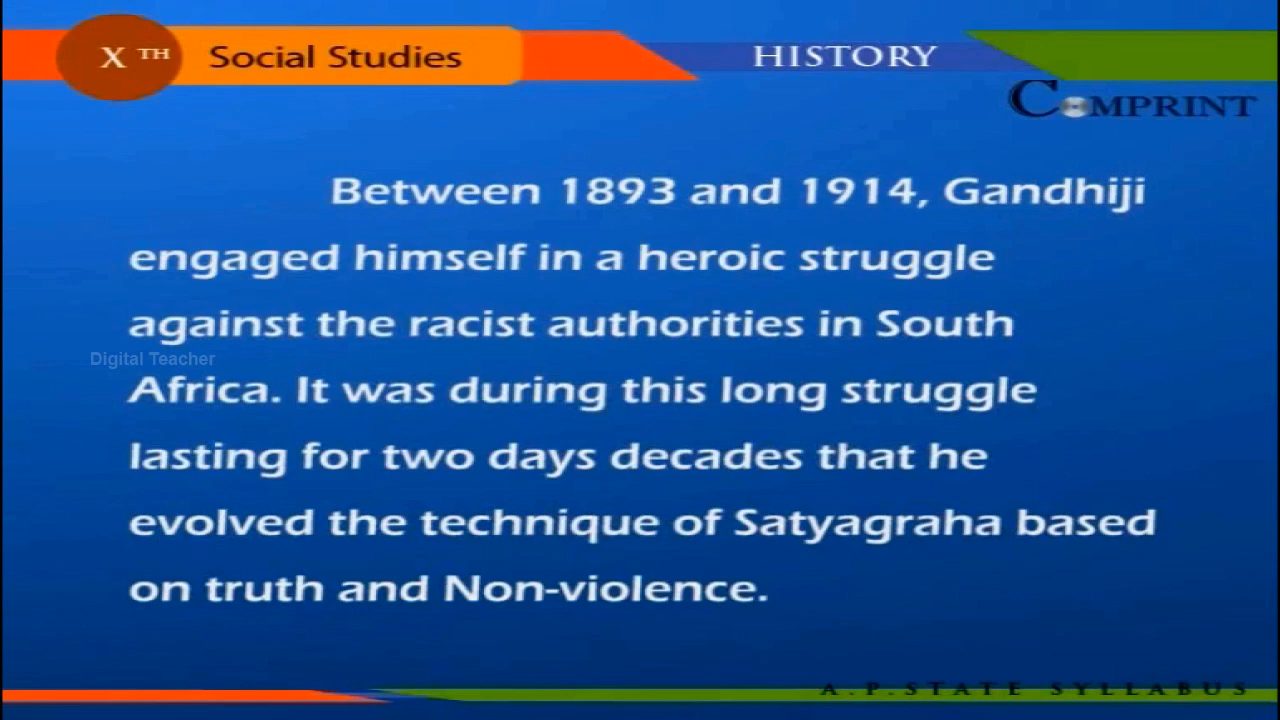 X TH Social Studies HISTORY
COMPRINT
Between 1893 and 1914, Gandhiji
engaged himself in a heroic struggle
against the racist authorities in South
Digital Teacher
Africa. It was during this long struggle
lasting for two days decades that he
evolved the technique of Satyagraha based
on truth and Non-violence.
A.P.STATE SYLLABUS